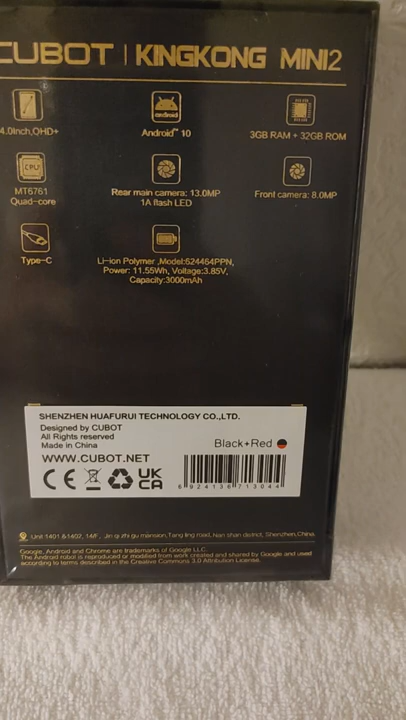 CUBOT | KINGKONG MINI2
4.0Inch,QHD+
android
Android™ 10
3GB RAM + 32GB ROM
CPU
MT6761
Quad-core
Rear main camera: 13.0MP
1A flash LED
Front camera: 8.0MP
Type-C
Li-ion Polymer ,Model:624464PPN,
Power: 11.55Wh, Voltage:3.85V,
Capacity:3000mAh
SHENZHEN HUAFURUI TECHNOLOGY CO.,LTD.
Designed by CUBOT
All Rights reserved
Made in China
Black+Red
WWW.CUBOT.NET
CE UK CA
6 924136 713044
Unit 1401 &1402, 14/F , Jin qi zhi gu mansion,Tang ling road, Nan shan district, Shenzhen,China.
Google, Android and Chrome are trademarks of Google LLC.
The Android robot is reproduced or modified from work created and shared by Google and used
according to terms described in the Creative Commons 3.0 Attribution License.